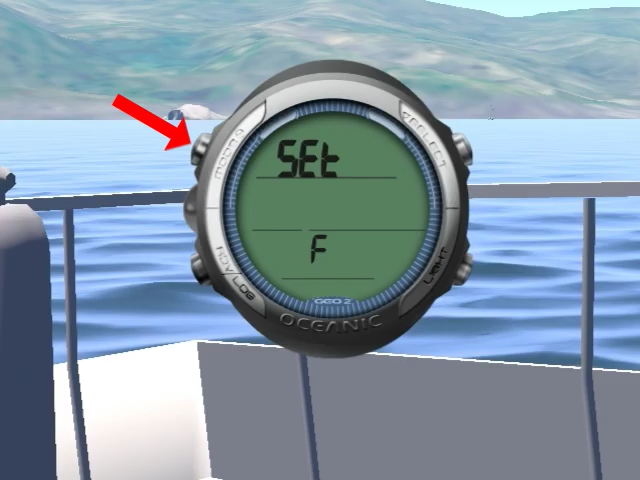 MODE
SELECT
SEt
F
ADV/LOG
LIGHT
GEO 2
OCEANIC